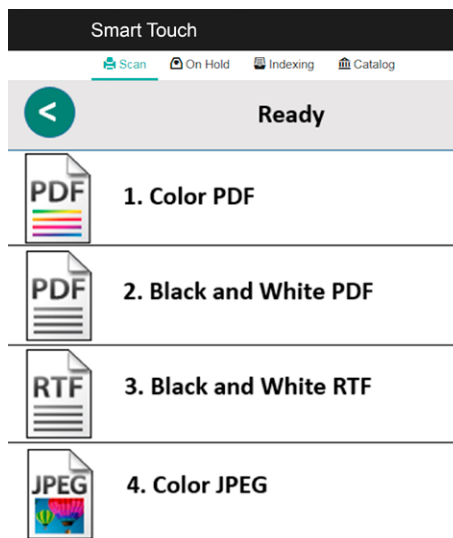 Smart Touch
Scan On Hold Indexing Catalog
< Ready
PDF 1. Color PDF
PDF 2. Black and White PDF
RTF 3. Black and White RTF
JPEG 4. Color JPEG